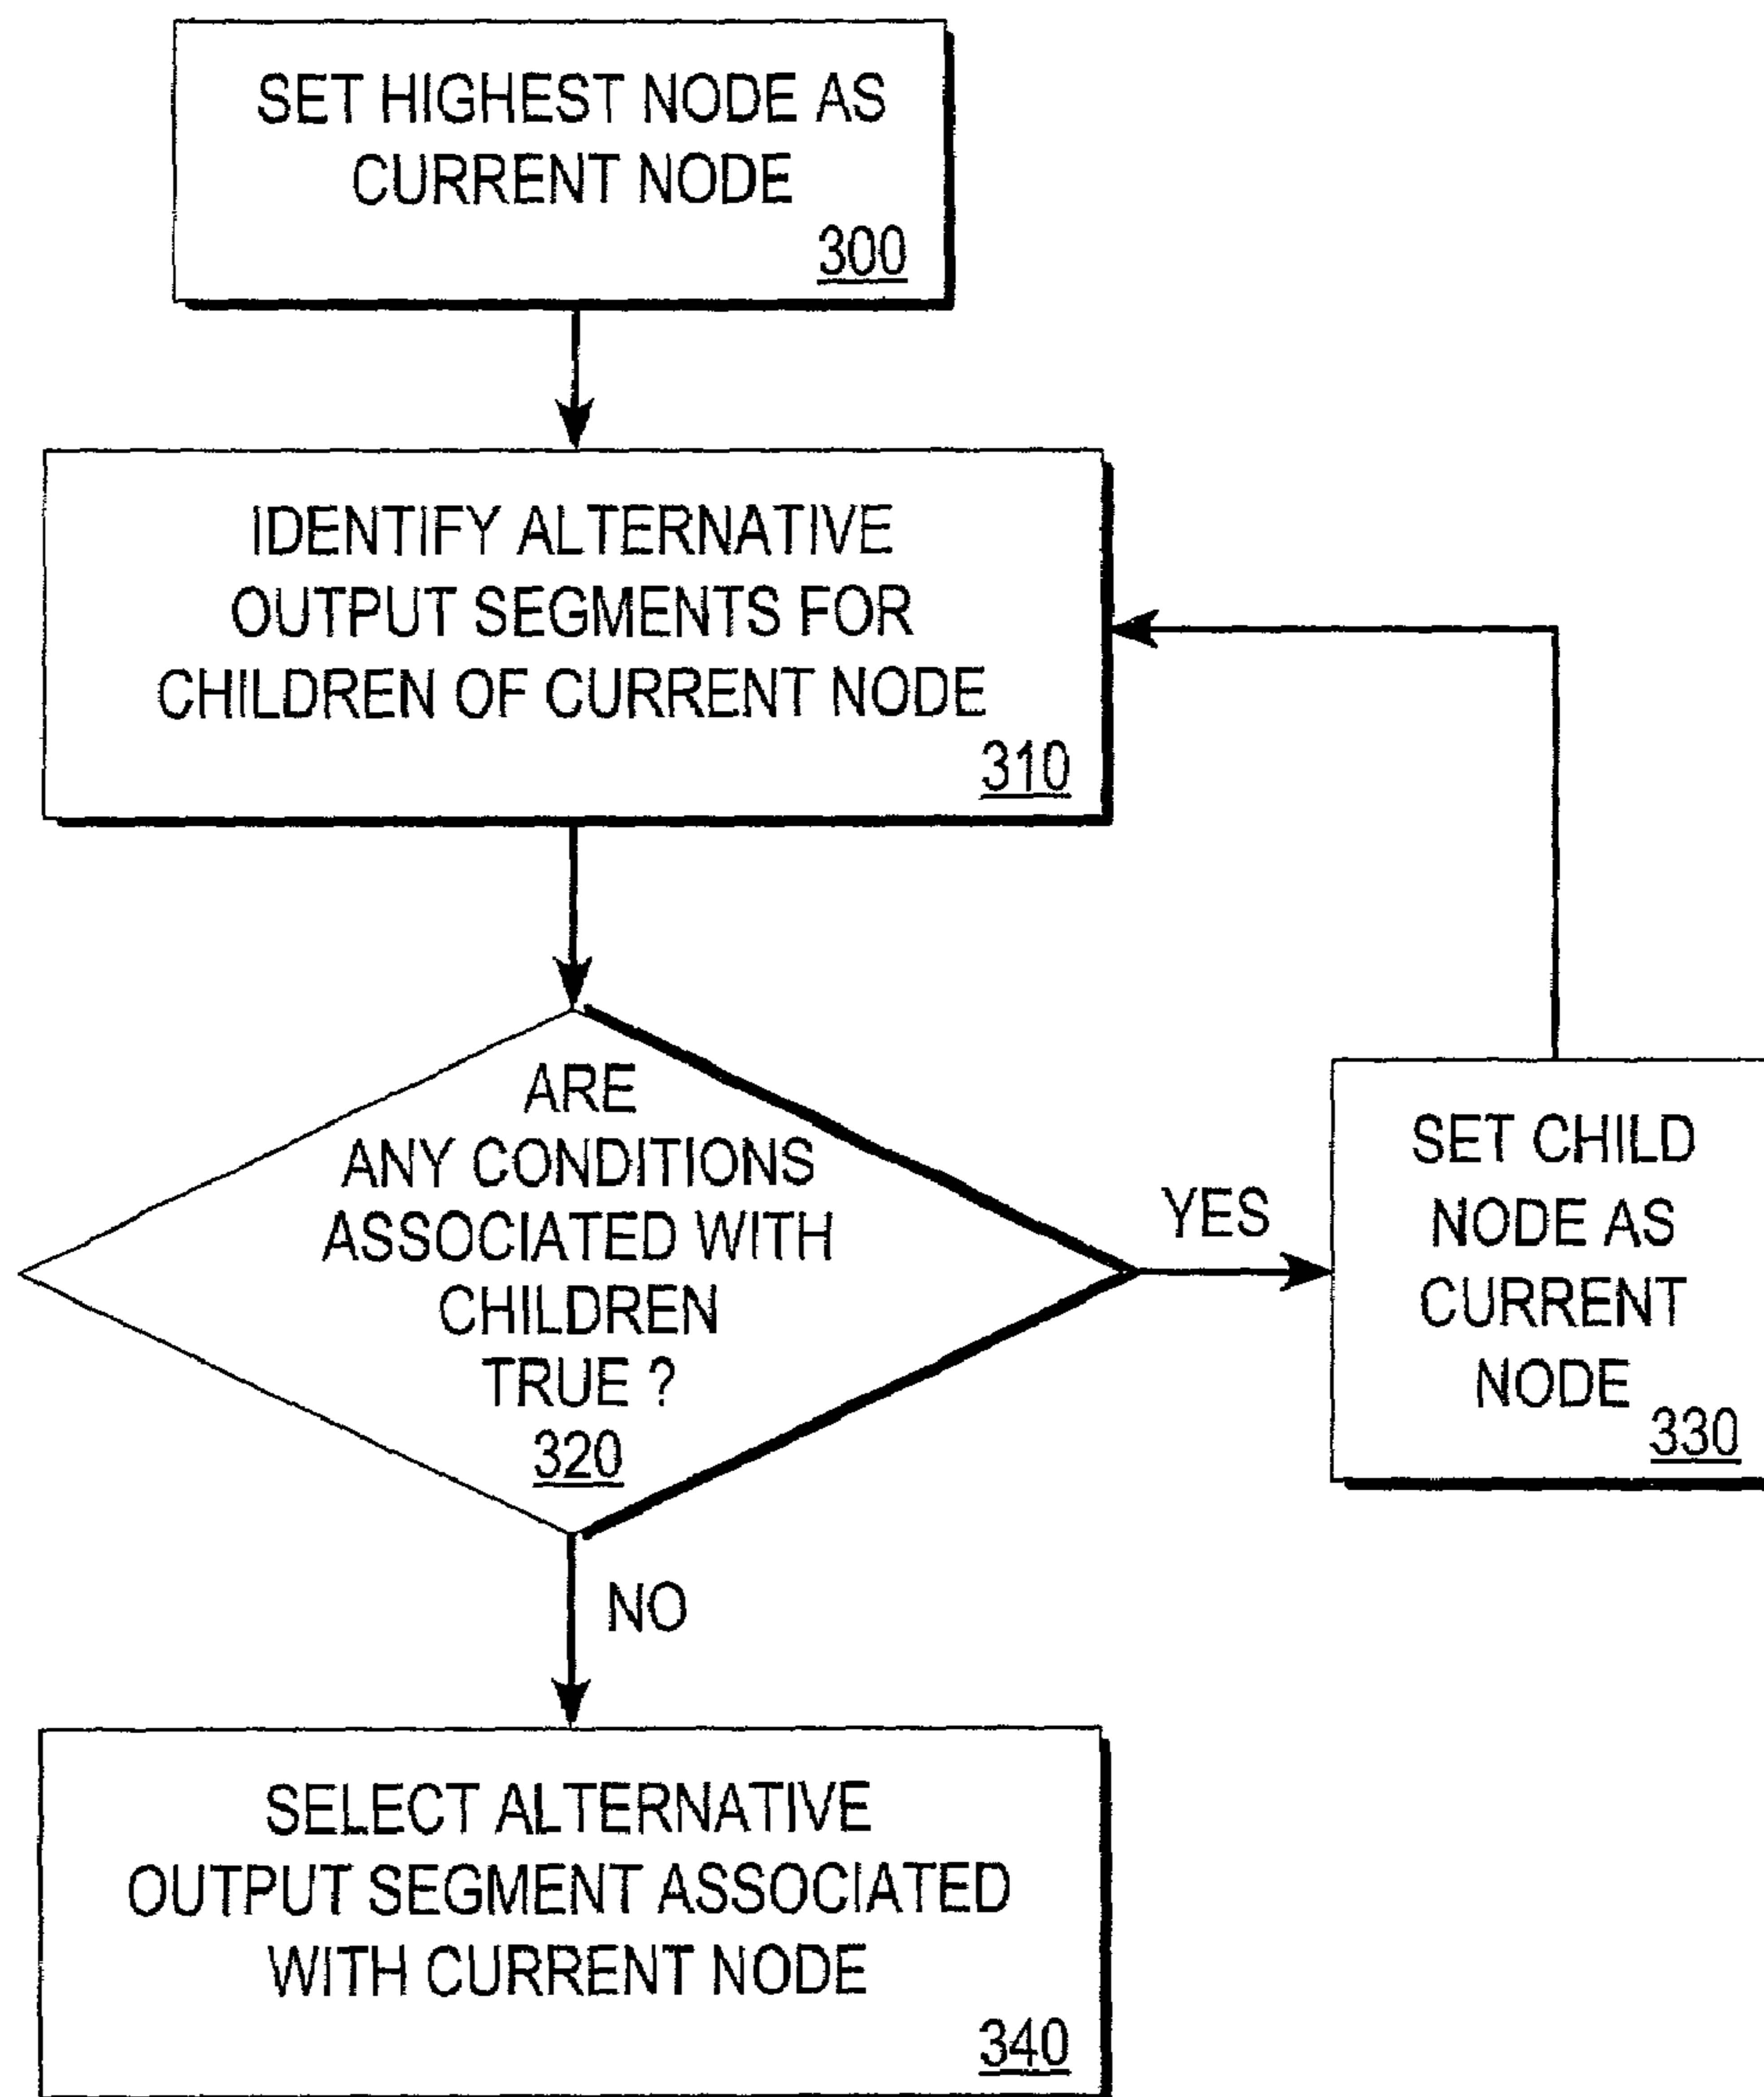 SET HIGHEST NODE AS
CURRENT NODE
300
IDENTIFY ALTERNATIVE
OUTPUT SEGMENTS FOR
CHILDREN OF CURRENT NODE
310
ARE
ANY CONDITIONS
ASSOCIATED WITH
CHILDREN
TRUE ?
320
YES
SET CHILD
NODE AS
CURRENT
NODE
330
NO
SELECT ALTERNATIVE
OUTPUT SEGMENT ASSOCIATED
WITH CURRENT NODE
340